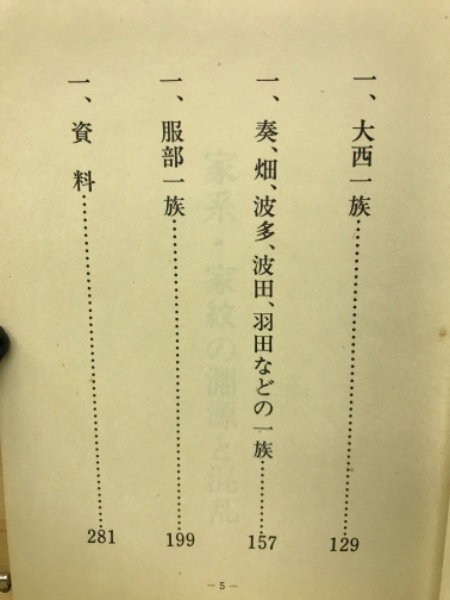 一、大西一族……………………129
一、奏、畑、波多、波田、羽田などの一族……157
一、服部一族……………………199
一、資料……………………281
－5－
家系・家紋の淵源と混乱